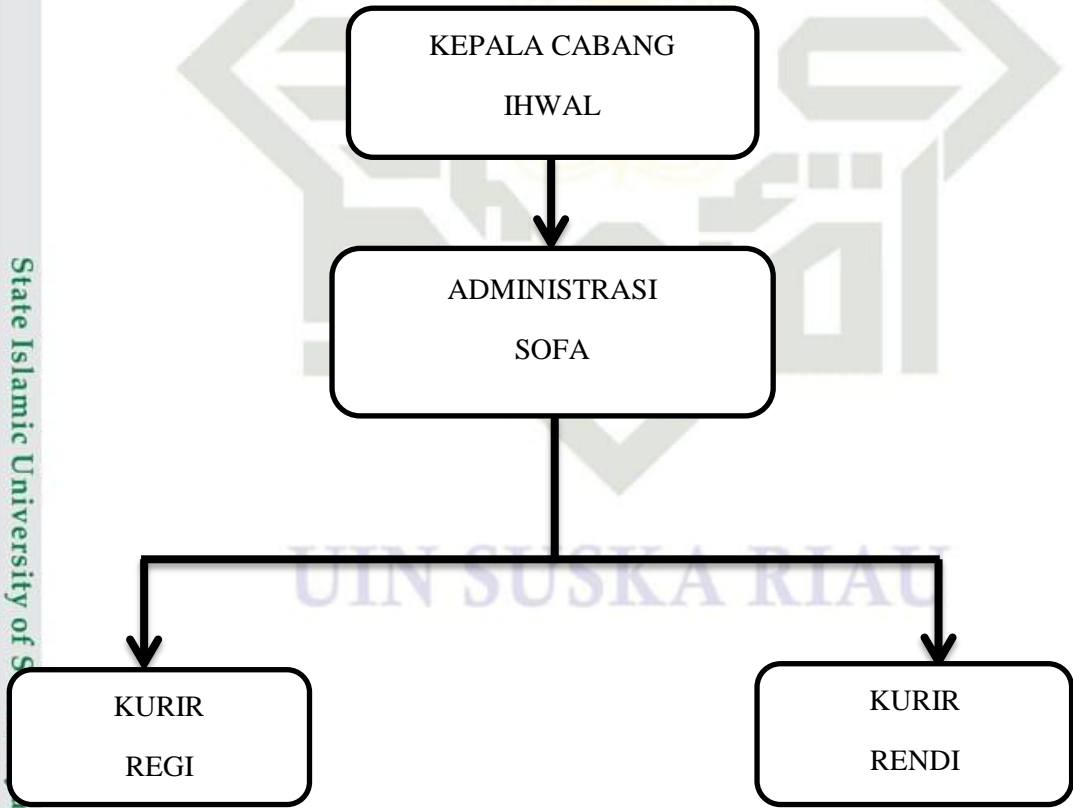 KEPALA CABANG
IHWAL
ADMINISTRASI
SOFA
UIN SUSKA RIAU
KURIR
REGI
KURIR
RENDI
State Islamic University of